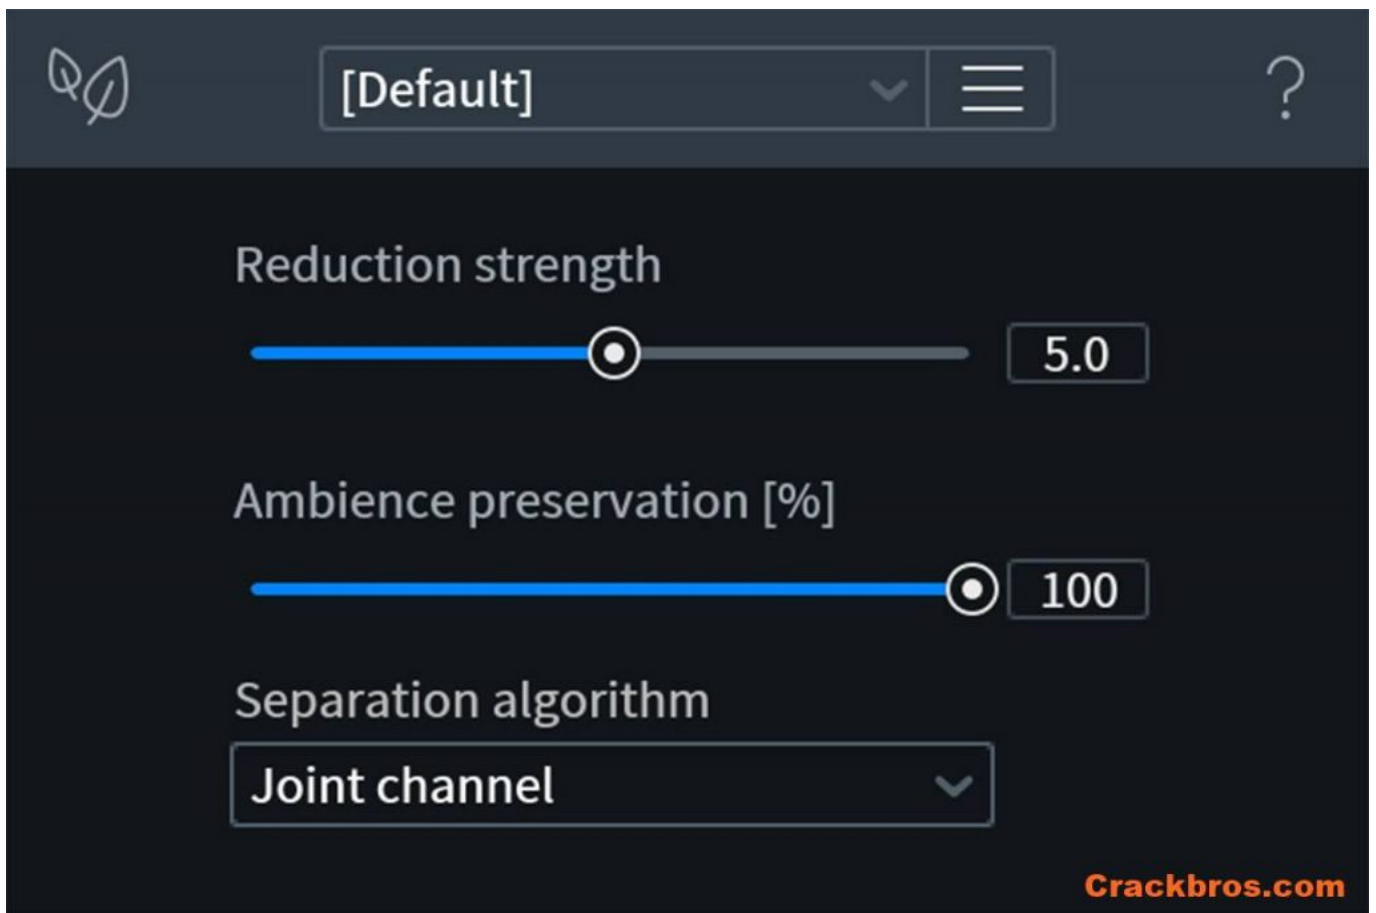 [Default]
?
Reduction strength
5.0
Ambience preservation [%]
100
Separation algorithm
Joint channel
Crackbros.com